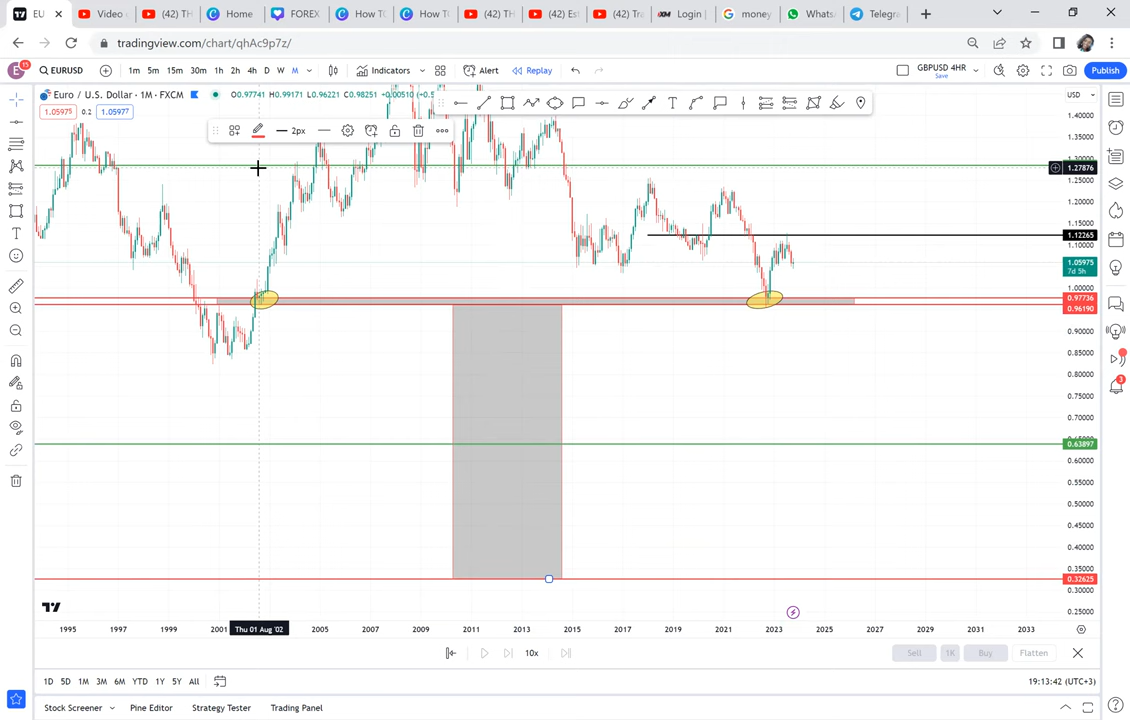 EU
Video
(42) TH
Home
FOREX
How TO
How TO
(42) TH
(42) Est
(42) Tra
Login |
money
Whats
Telegra
tradingview.com/chart/qhAc9p7z/
E
15
EURUSD
1m 5m 15m 30m 1h 2h 4h D W M
Indicators
Alert
Replay
GBPUSD 4HR
Save
Publish
Euro / U.S. Dollar · 1M · FXCM
O0.97741 H0.99171 L0.96221 C0.98251 +0.00510
1.05975
0.2
1.05977
2px
USD
1.40000
1.35000
1.30000
1.27876
1.25000
1.20000
1.15000
1.12265
1.10000
1.05975
7d 5h
1.00000
0.97736
0.96190
0.90000
0.85000
0.80000
0.75000
0.70000
0.63897
0.60000
0.55000
0.50000
0.45000
0.40000
0.35000
0.32625
0.30000
0.25000
1995 1997 1999 2001 Thu 01 Aug '02 2005 2007 2009 2011 2013 2015 2017 2019 2021 2023 2025 2027 2029 2031 2033
10x
Sell 1K Buy Flatten
1D 5D 1M 3M 6M YTD 1Y 5Y All
19:13:42 (UTC+3)
Stock Screener Pine Editor Strategy Tester Trading Panel
3